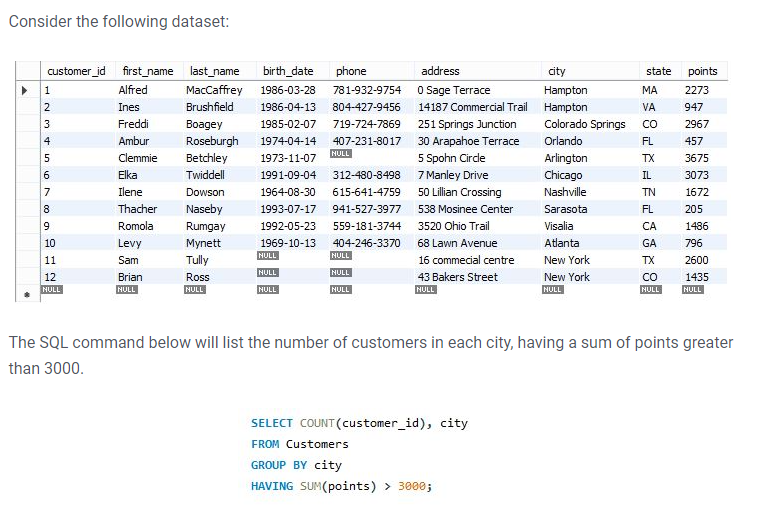 Consider the following dataset:
customer_id first_name last_name birth_date phone address city state points
1 Alfred MacCaffrey 1986-03-28 781-932-9754 0 Sage Terrace Hampton MA 2273
2 Ines Brushfield 1986-04-13 804-427-9456 14187 Commercial Trail Hampton VA 947
3 Freddi Boagey 1985-02-07 719-724-7869 251 Springs Junction Colorado Springs CO 2967
4 Ambur Roseburgh 1974-04-14 407-231-8017 30 Arapahoe Terrace Orlando FL 457
5 Clemmie Betchley 1973-11-07 NULL 5 Spohn Circle Arlington TX 3675
6 Elka Twiddell 1991-09-04 312-480-8498 7 Manley Drive Chicago IL 3073
7 Ilene Dowson 1964-08-30 615-641-4759 50 Lillian Crossing Nashville TN 1672
8 Thacher Naseby 1993-07-17 941-527-3977 538 Mosinee Center Sarasota FL 205
9 Romola Rumgay 1992-05-23 559-181-3744 3520 Ohio Trail Visalia CA 1486
10 Levy Mynett 1969-10-13 404-246-3370 68 Lawn Avenue Atlanta GA 796
11 Sam Tully NULL NULL 16 commecial centre New York TX 2600
12 Brian Ross NULL NULL 43 Bakers Street New York CO 1435
NULL NULL NULL NULL NULL NULL NULL NULL NULL
The SQL command below will list the number of customers in each city, having a sum of points greater
than 3000.
SELECT COUNT(customer_id), city
FROM Customers
GROUP BY city
HAVING SUM(points) > 3000;